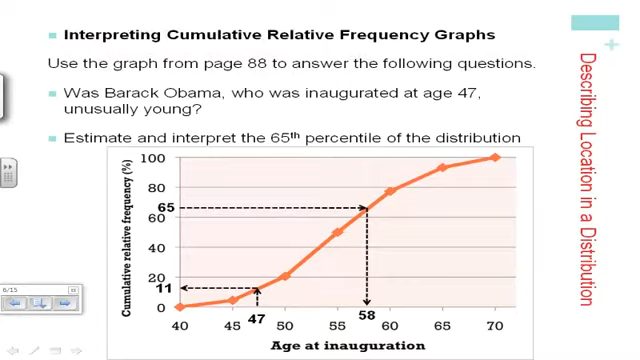 Interpreting Cumulative Relative Frequency Graphs
Use the graph from page 88 to answer the following questions.
Was Barack Obama, who was inaugurated at age 47,
unusually young?
Estimate and interpret the 65th percentile of the distribution
Describing Location in a Distribution
Cumulative relative frequency (%)
100
80
65
60
40
20
11
0
47
58
40 45 50 55 60 65 70
Age at inauguration
6/15